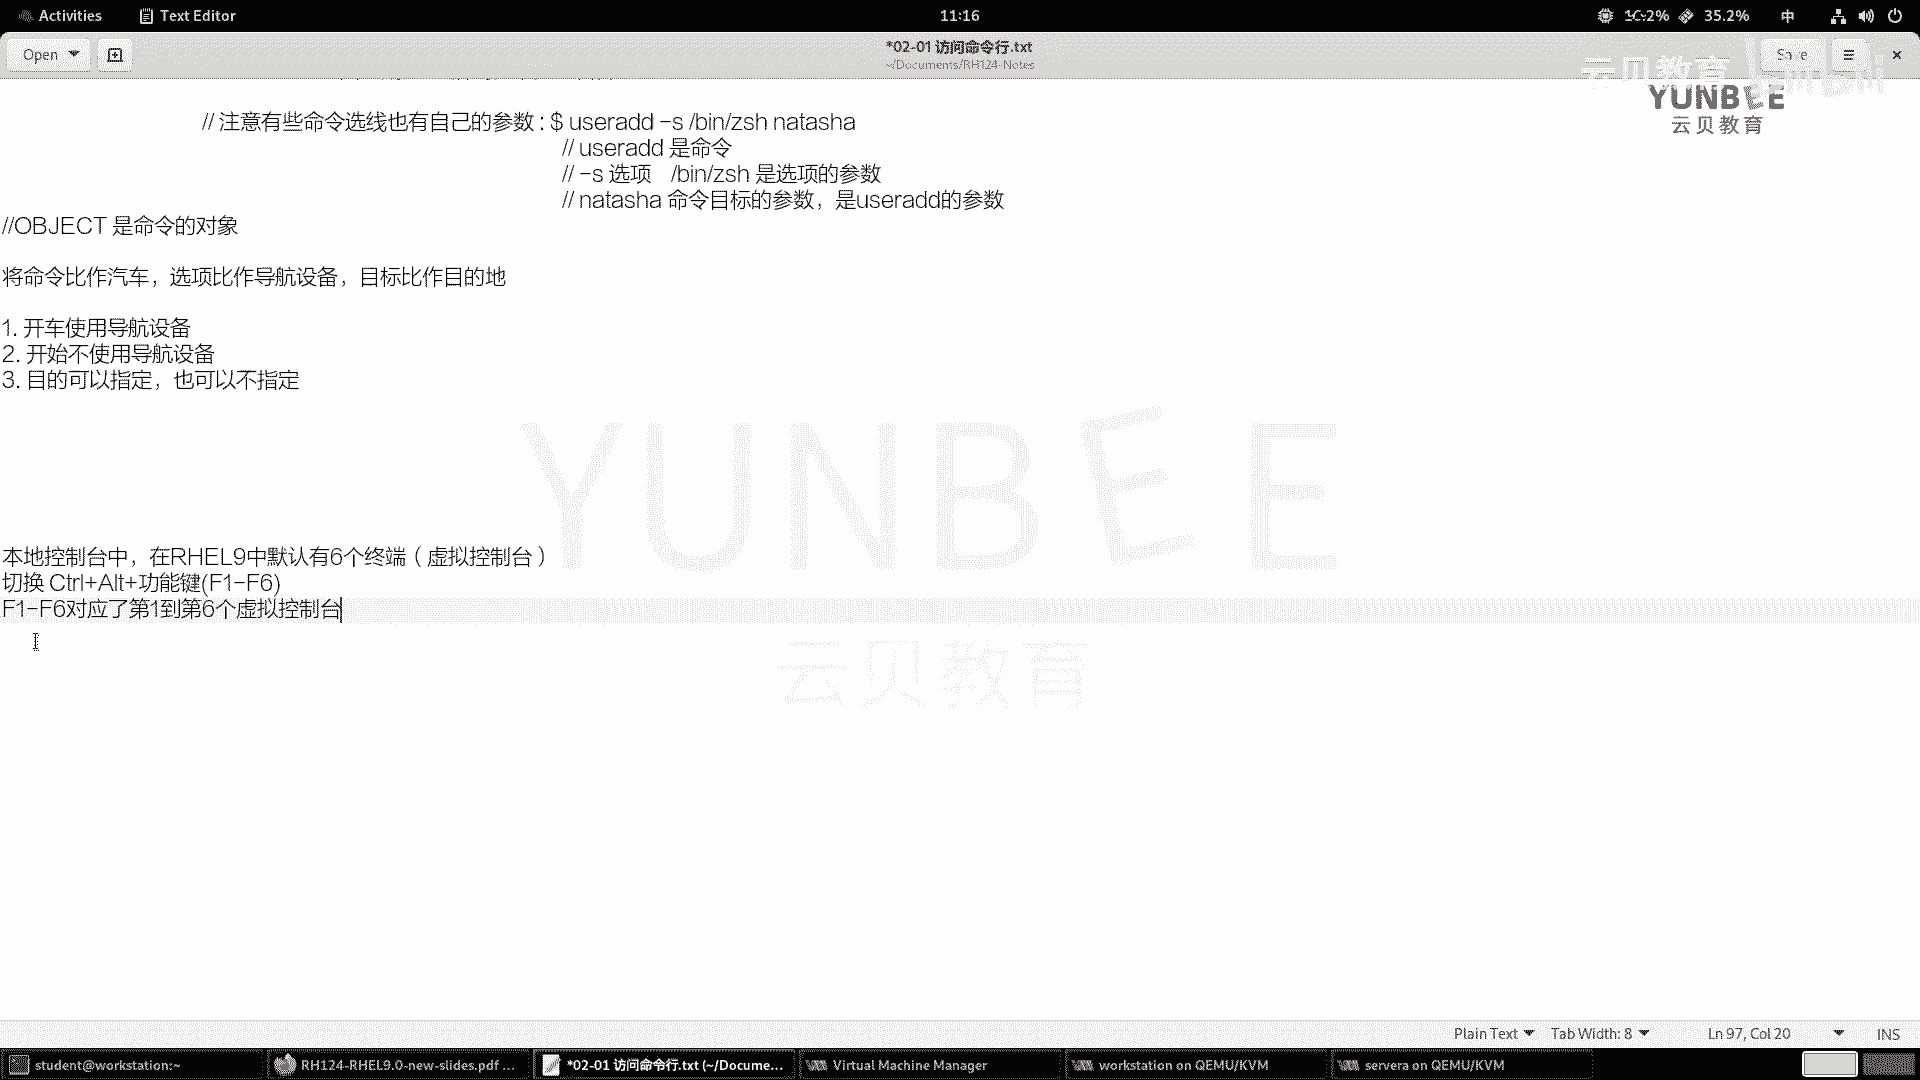 Activities Text Editor 11:16 35.2% 中
Open *02-01 访问命令行.txt Save
~/Documents/RH124-Notes
云贝教育
YUNBEE
云贝教育
// 注意有些命令选线也有自己的参数 : $ useradd -s /bin/zsh natasha
// useradd 是命令
// -s 选项 /bin/zsh 是选项的参数
// natasha 命令目标的参数，是useradd的参数
//OBJECT 是命令的对象
将命令比作汽车，选项比作导航设备，目标比作目的地
1. 开车使用导航设备
2. 开始不使用导航设备
3. 目的可以指定，也可以不指定
YUNBEE
云贝教育
本地控制台中，在RHEL9中默认有6个终端（虚拟控制台）
切换 Ctrl+Alt+功能键(F1-F6)
F1-F6对应了第1到第6个虚拟控制台
Plain Text Tab Width: 8 Ln 97, Col 20 INS
student@workstation:~ RH124-RHEL9.0-new-slides.pdf ... *02-01 访问命令行.txt (~/Docume... Virtual Machine Manager workstation on QEMU/KVM servera on QEMU/KVM